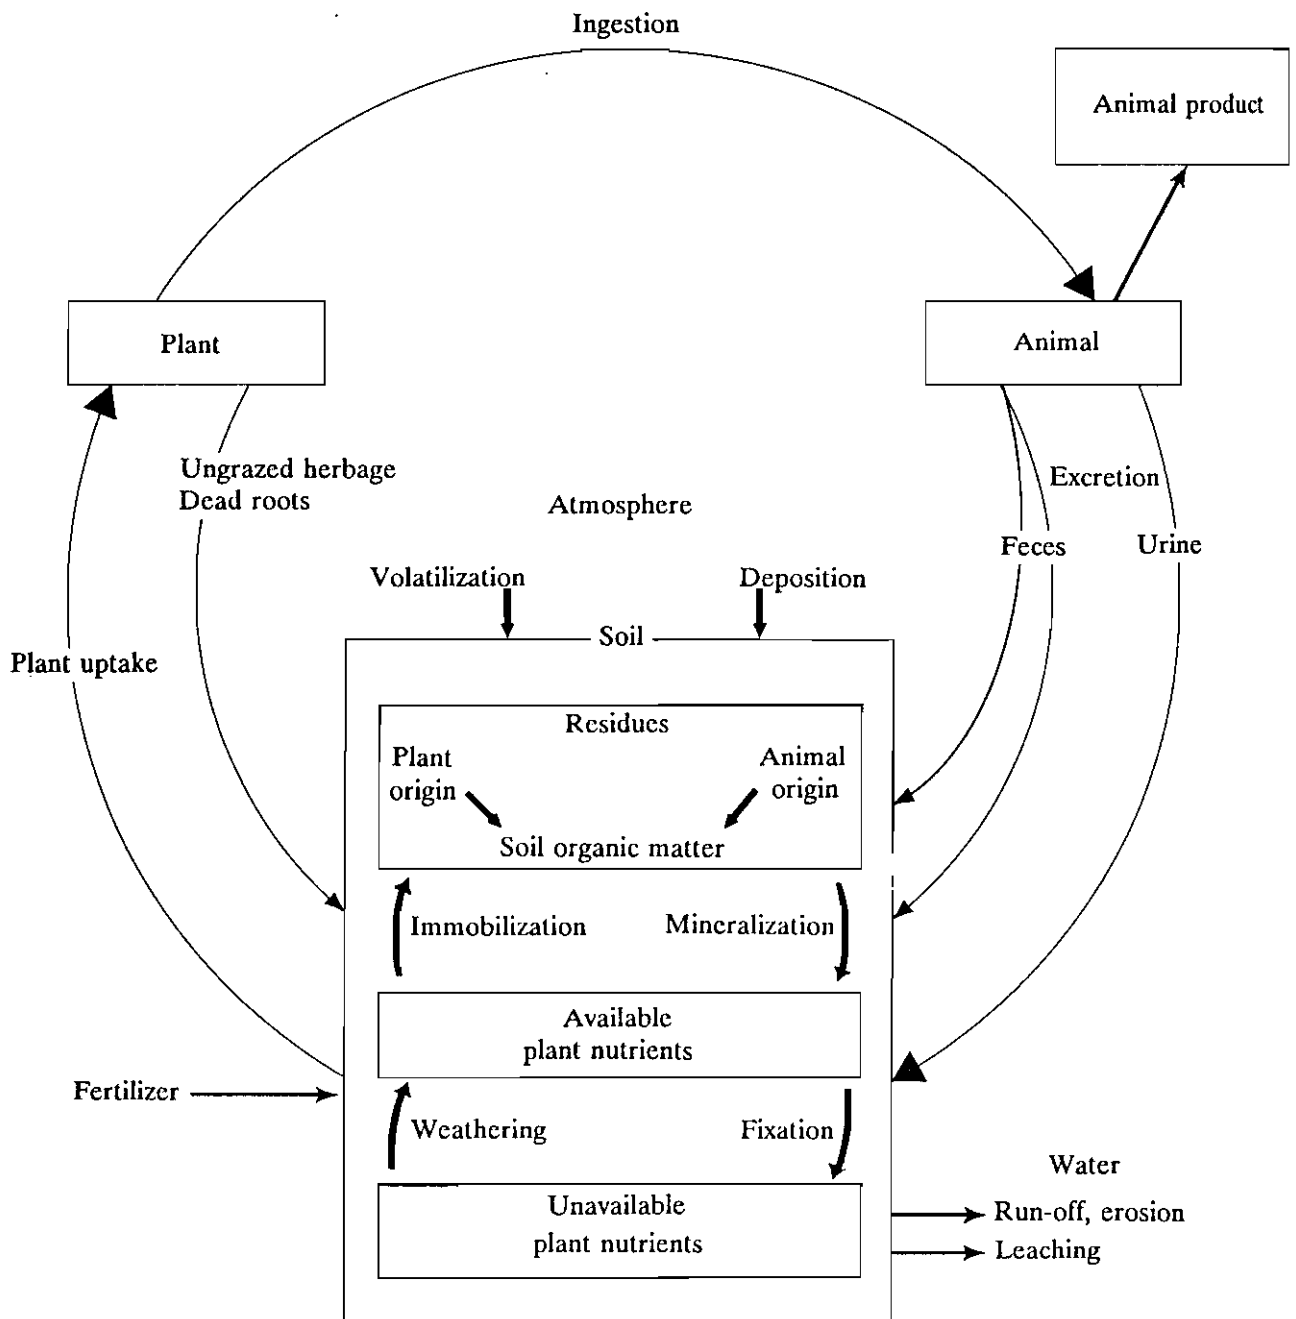 Ingestion
Animal product
Plant
Animal
Ungrazed herbage
Dead roots
Excretion
Atmosphere
Feces
Urine
Volatilization
Deposition
Soil
Plant uptake
Residues
Plant
origin
Animal
origin
Soil organic matter
Immobilization
Mineralization
Available
plant nutrients
Fertilizer
Weathering
Fixation
Water
Unavailable
plant nutrients
Run-off, erosion
Leaching